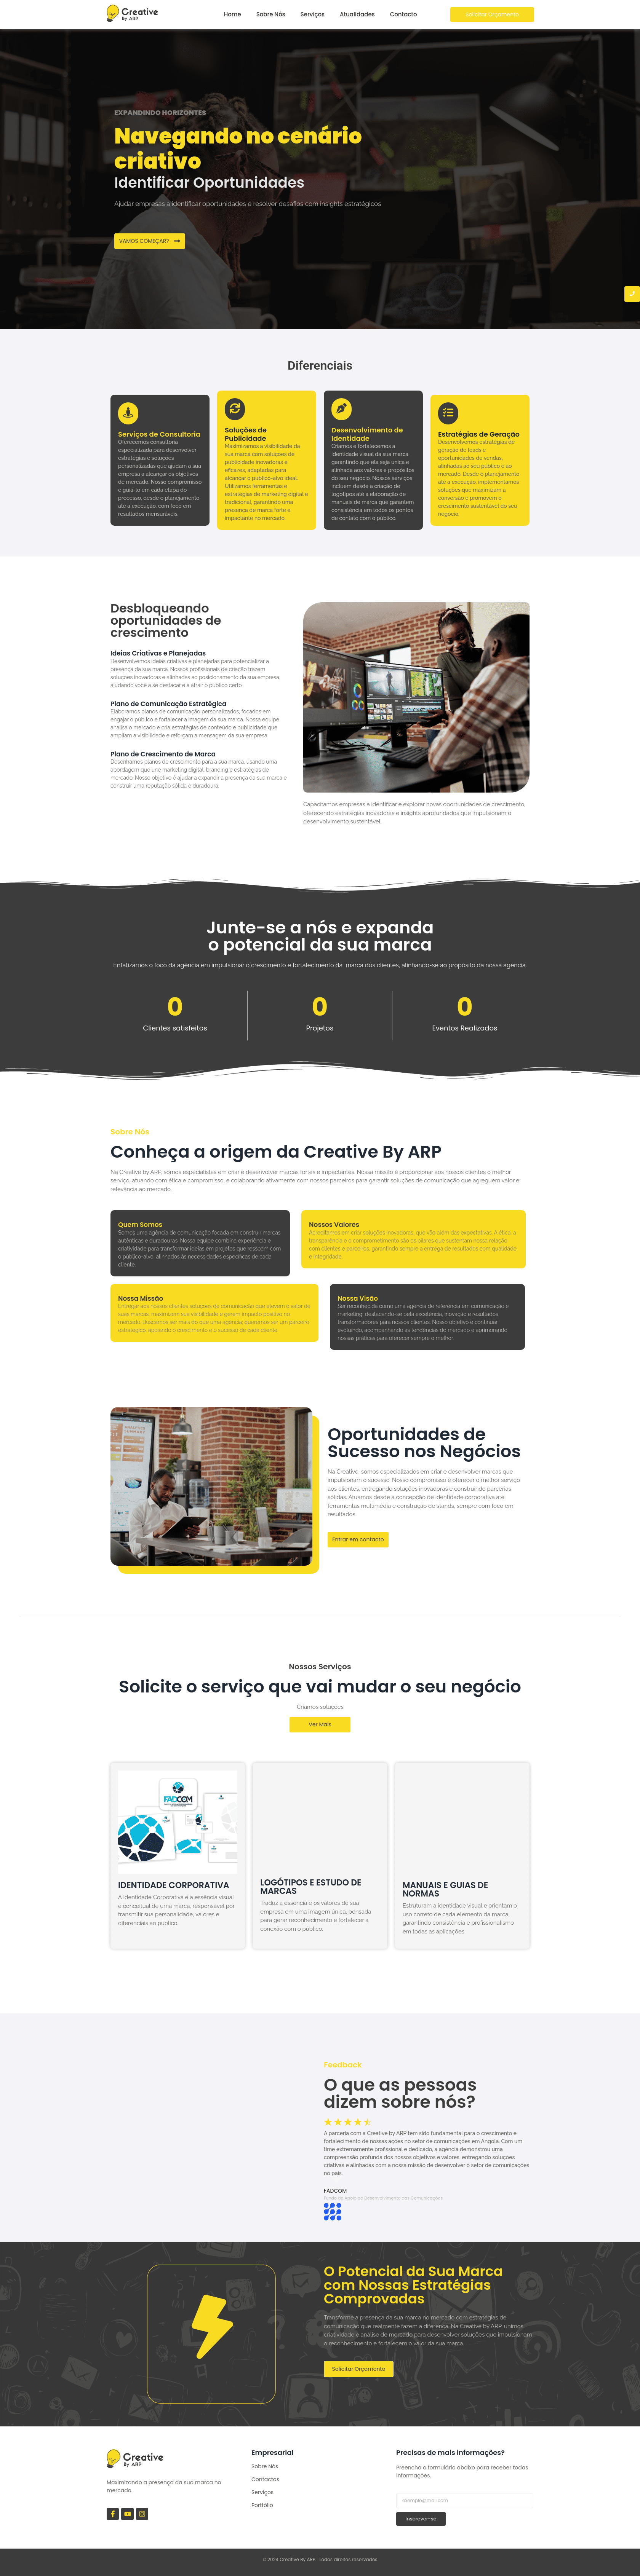 Creative
By ARP
Home
Sobre Nós
Serviços
Atualidades
Contacto
Solicitar Orçamento
EXPANDINDO HORIZONTES
Navegando no cenário
criativo
Identificar Oportunidades
Ajudar empresas a identificar oportunidades e resolver desafios com insights estratégicos
VAMOS COMEÇAR?
Diferenciais
Serviços de Consultoria
Oferecemos consultoria
especializada para desenvolver
estratégias e soluções
personalizadas que ajudam a sua
empresa a alcançar os objetivos
de mercado. Nosso compromisso
é guiá-lo em cada etapa do
processo, desde o planejamento
até a execução, com foco em
resultados mensuráveis.
Soluções de
Publicidade
Maximizamos a visibilidade da
sua marca com soluções de
publicidade inovadoras e
eficazes, adaptadas para
alcançar o público-alvo ideal.
Utilizamos ferramentas e
estratégias de marketing digital e
tradicional, garantindo uma
presença de marca forte e
impactante no mercado.
Desenvolvimento de
Identidade
Criamos e fortalecemos a
identidade visual da sua marca,
garantindo que ela seja única e
alinhada aos valores e propósitos
do seu negócio. Nossos serviços
incluem desde a criação de
logotipos até a elaboração de
manuais de marca que garantem
consistência em todos os pontos
de contato com o público.
Estratégias de Geração
Desenvolvemos estratégias de
geração de leads e
oportunidades de vendas,
alinhadas ao seu público e ao
mercado. Desde o planejamento
até a execução, implementamos
soluções que maximizam a
conversão e promovem o
crescimento sustentável do seu
negócio.
Desbloqueando
oportunidades de
crescimento
Ideias Criativas e Planejadas
Desenvolvemos ideias criativas e planejadas para potencializar a
presença da sua marca. Nossos profissionais de criação trazem
soluções inovadoras e alinhadas ao posicionamento da sua empresa,
ajudando você a se destacar e a atrair o público certo.
Plano de Comunicação Estratégica
Elaboramos planos de comunicação personalizados, focados em
engajar o público e fortalecer a imagem da sua marca. Nossa equipe
analisa o mercado e cria estratégias de conteúdo e publicidade que
ampliam a visibilidade e reforçam a mensagem da sua empresa.
Plano de Crescimento de Marca
Desenhamos planos de crescimento para a sua marca, usando uma
abordagem que une marketing digital, branding e estratégias de
mercado. Nosso objetivo é ajudar a expandir a presença da sua marca e
construir uma reputação sólida e duradoura
Capacitamos empresas a identificar e explorar novas oportunidades de crescimento,
oferecendo estratégias inovadoras e insights aprofundados que impulsionam o
desenvolvimento sustentável.
Junte-se a nós e expanda
o potencial da sua marca
Enfatizamos o foco da agência em impulsionar o crescimento e fortalecimento da marca dos clientes, alinhando-se ao propósito da nossa agência.
0
Clientes satisfeitos
0
Projetos
0
Eventos Realizados
Sobre Nós
Conheça a origem da Creative By ARP
Na Creative by ARP, somos especialistas em criar e desenvolver marcas fortes e impactantes. Nossa missão é proporcionar aos nossos clientes o melhor
serviço, atuando com ética e compromisso, e colaborando ativamente com nossos parceiros para garantir soluções de comunicação que agreguem valor e
relevância ao mercado.
Quem Somos
Somos uma agência de comunicação focada em construir marcas
autênticas e duradouras. Nossa equipe combina experiência e
criatividade para transformar ideias em projetos que ressoam com
o público-alvo, alinhados às necessidades específicas de cada
cliente.
Nossos Valores
Acreditamos em criar soluções inovadoras, que vão além das expectativas. A ética, a
transparência e o comprometimento são os pilares que sustentam nossa relação
com clientes e parceiros, garantindo sempre a entrega de resultados com qualidade
e integridade.
Nossa Missão
Entregar aos nossos clientes soluções de comunicação que elevem o valor de
suas marcas, maximizem sua visibilidade e gerem impacto positivo no
mercado. Buscamos ser mais do que uma agência; queremos ser um parceiro
estratégico, apoiando o crescimento e o sucesso de cada cliente.
Nossa Visão
Ser reconhecida como uma agência de referência em comunicação e
marketing, destacando-se pela excelência, inovação e resultados
transformadores para nossos clientes. Nosso objetivo é continuar
evoluindo, acompanhando as tendências do mercado e aprimorando
nossas práticas para oferecer sempre o melhor.
Oportunidades de
Sucesso nos Negócios
Na Creative, somos especializados em criar e desenvolver marcas que
impulsionam o sucesso. Nosso compromisso é oferecer o melhor serviço
aos clientes, entregando soluções inovadoras e construindo parcerias
sólidas. Atuamos desde a concepção de identidade corporativa até
ferramentas multimédia e construção de stands, sempre com foco em
resultados.
Entrar em contacto
Nossos Serviços
Solicite o serviço que vai mudar o seu negócio
Criamos soluções
Ver Mais
FADCOM
IDENTIDADE CORPORATIVA
A Identidade Corporativa é a essência visual
e conceitual de uma marca, responsável por
transmitir sua personalidade, valores e
diferenciais ao público.
LOGÓTIPOS E ESTUDO DE
MARCAS
Traduz a essência e os valores de sua
empresa em uma imagem única, pensada
para gerar reconhecimento e fortalecer a
conexão com o público.
MANUAIS E GUIAS DE
NORMAS
Estruturam a identidade visual e orientam o
uso correto de cada elemento da marca,
garantindo consistência e profissionalismo
em todas as aplicações.
Feedback
O que as pessoas
dizem sobre nós?
A parceria com a Creative by ARP tem sido fundamental para o crescimento e
fortalecimento de nossas ações no setor de comunicações em Angola. Com um
time extremamente profissional e dedicado, a agência demonstrou uma
compreensão profunda dos nossos objetivos e valores, entregando soluções
criativas e alinhadas com a nossa missão de desenvolver o setor de comunicações
no país.
FADCOM
Fundo de Apoio ao Desenvolvimento das Comunicações
O Potencial da Sua Marca
com Nossas Estratégias
Comprovadas
Transforme a presença da sua marca no mercado com estratégias de
comunicação que realmente fazem a diferença. Na Creative by ARP, unimos
criatividade e análise de mercado para desenvolver soluções que impulsionam
o reconhecimento e fortalecem o valor da sua marca.
Solicitar Orçamento
Creative
By ARP
Maximizando a presença da sua marca no
mercado.
Empresarial
Sobre Nós
Contactos
Serviços
Portfólio
Precisas de mais informações?
Preencha o formulário abaixo para receber todas
informações.
exemplo@mail.com
Inscrever-se
© 2024 Creative By ARP. Todos direitos reservados